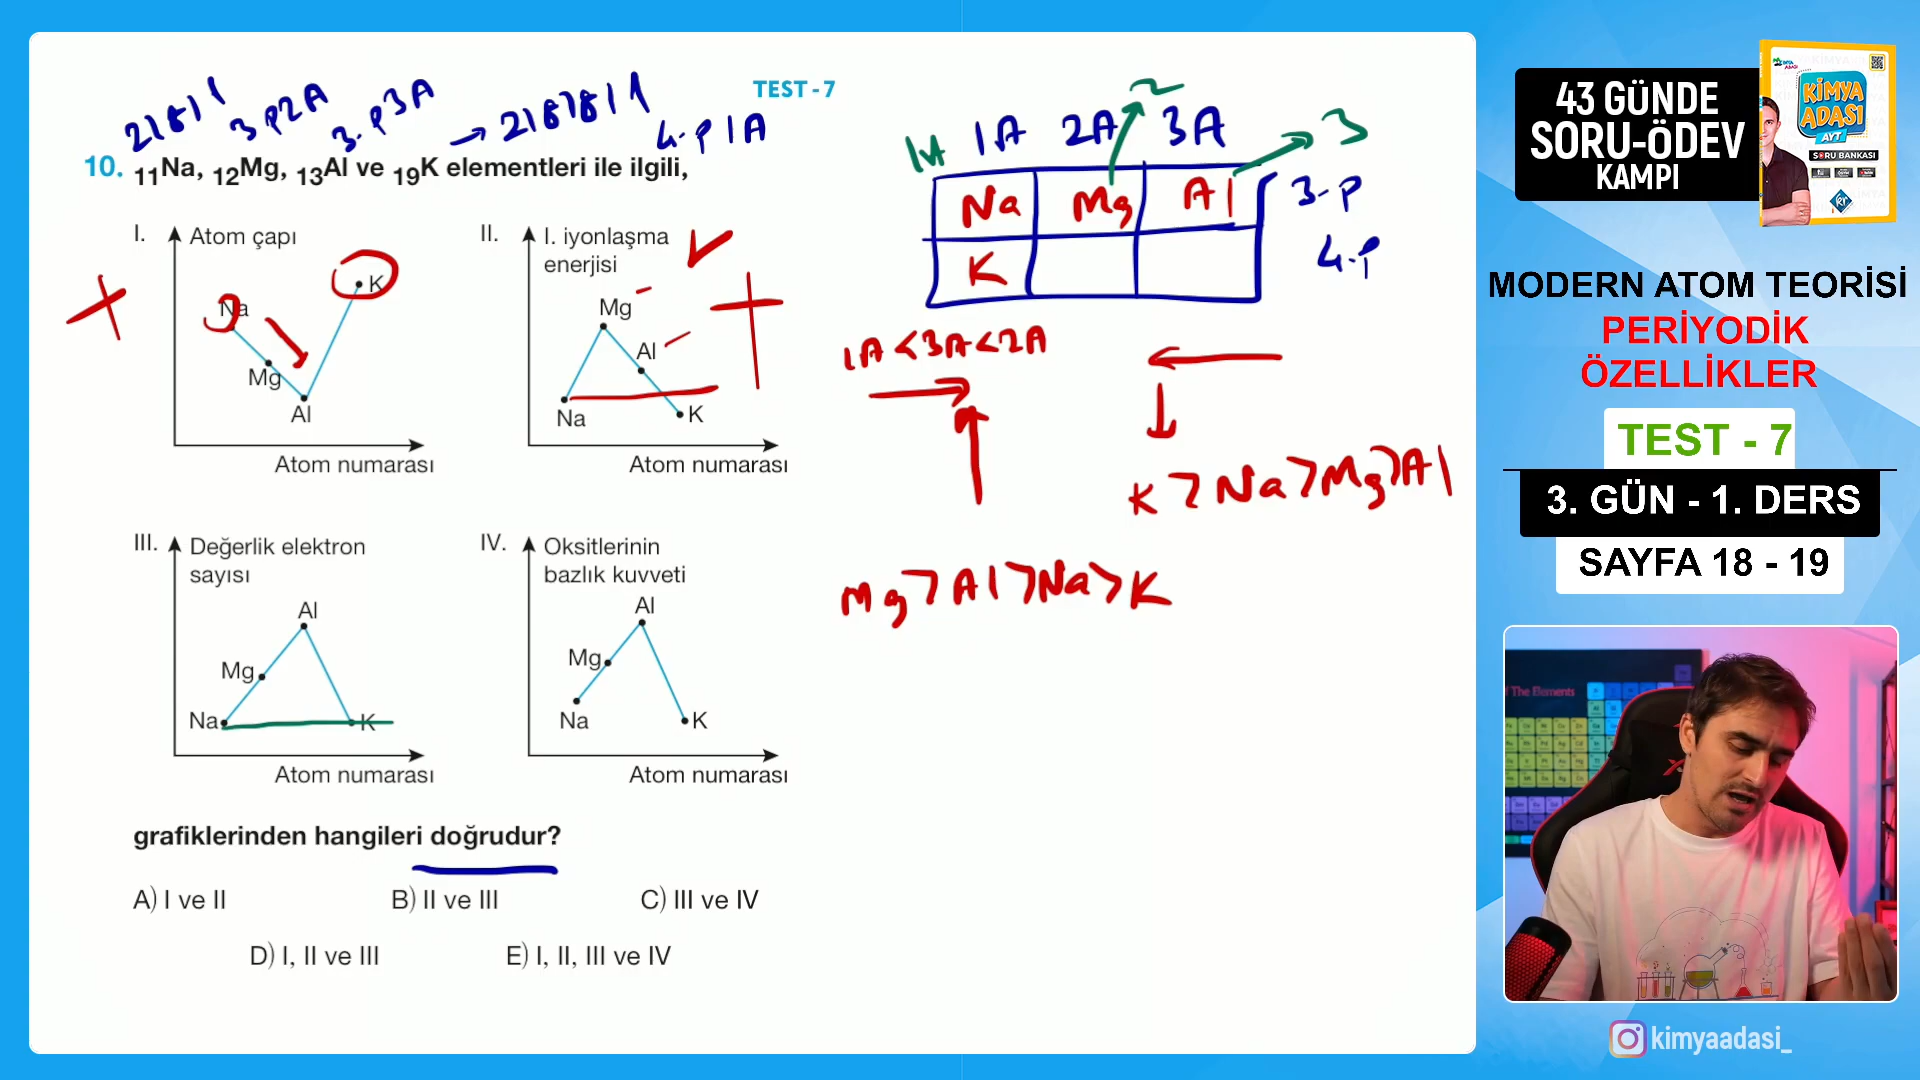 2)8)1
3.p2A
3.p3A
→2)8)8)1
4.p 1A
TEST - 7
10. 11Na, 12Mg, 13Al ve 19K elementleri ile ilgili,
I. Atom çapı
Na
Mg
Al
K
Atom numarası
II. I. iyonlaşma
enerjisi
Mg
Al
Na
K
Atom numarası
III. Değerlik elektron
sayısı
Al
Mg
Na
K
Atom numarası
IV. Oksitlerinin
bazlık kuvveti
Al
Mg
Na
K
Atom numarası
grafiklerinden hangileri doğrudur?
A) I ve II
B) II ve III
C) III ve IV
D) I, II ve III
E) I, II, III ve IV
2
3
1A 2A 3A
Na Mg Al 3-p
K 4-p
1A<3A<2A
K>Na>Mg>Al
Mg>Al>Na>K
43 GÜNDE
SORU-ÖDEV
KAMPI
KİMYA
ADASI
AYT
SORU BANKASI
MODERN ATOM TEORİSİ
PERİYODİK
ÖZELLİKLER
TEST - 7
3. GÜN - 1. DERS
SAYFA 18 - 19
The Elements
kimyaadasi_